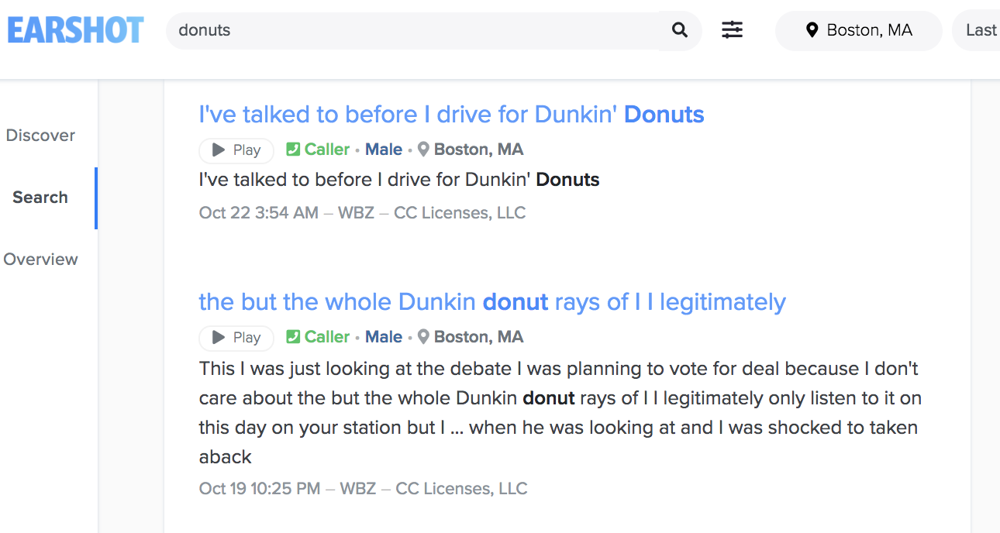 EARSHOT
donuts
Boston, MA
Last
Discover
Search
Overview
I've talked to before I drive for Dunkin' Donuts
Play Caller • Male • Boston, MA
I've talked to before I drive for Dunkin' Donuts
Oct 22 3:54 AM – WBZ – CC Licenses, LLC
the but the whole Dunkin donut rays of I I legitimately
Play Caller • Male • Boston, MA
This I was just looking at the debate I was planning to vote for deal because I don't
care about the but the whole Dunkin donut rays of I I legitimately only listen to it on
this day on your station but I ... when he was looking at and I was shocked to taken
aback
Oct 19 10:25 PM – WBZ – CC Licenses, LLC